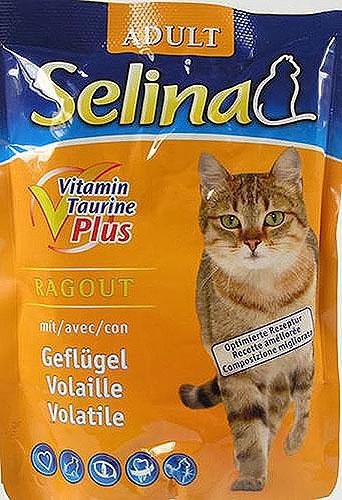 ADULT
Selina
Vitamin
Taurine
Plus
RAGOUT
mit/avec/con
Geflügel
Volaille
Volatile
Optimierte Rezeptur
Recette améliorée
Composizione migliorata